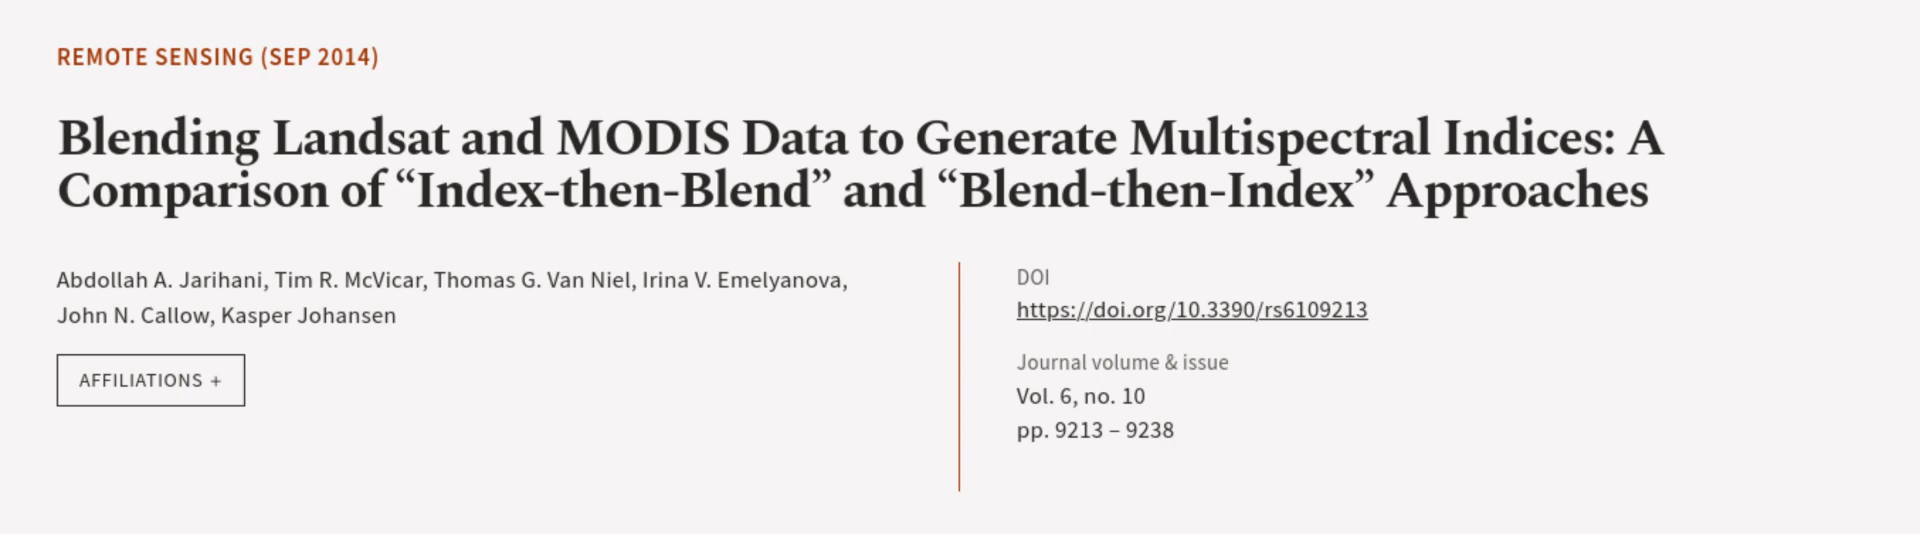 REMOTE SENSING (SEP 2014)
Blending Landsat and MODIS Data to Generate Multispectral Indices: A
Comparison of “Index-then-Blend” and “Blend-then-Index” Approaches
Abdollah A. Jarihani, Tim R. McVicar, Thomas G. Van Niel, Irina V. Emelyanova,
John N. Callow, Kasper Johansen
AFFILIATIONS +
DOI
https://doi.org/10.3390/rs6109213
Journal volume & issue
Vol. 6, no. 10
pp. 9213 – 9238